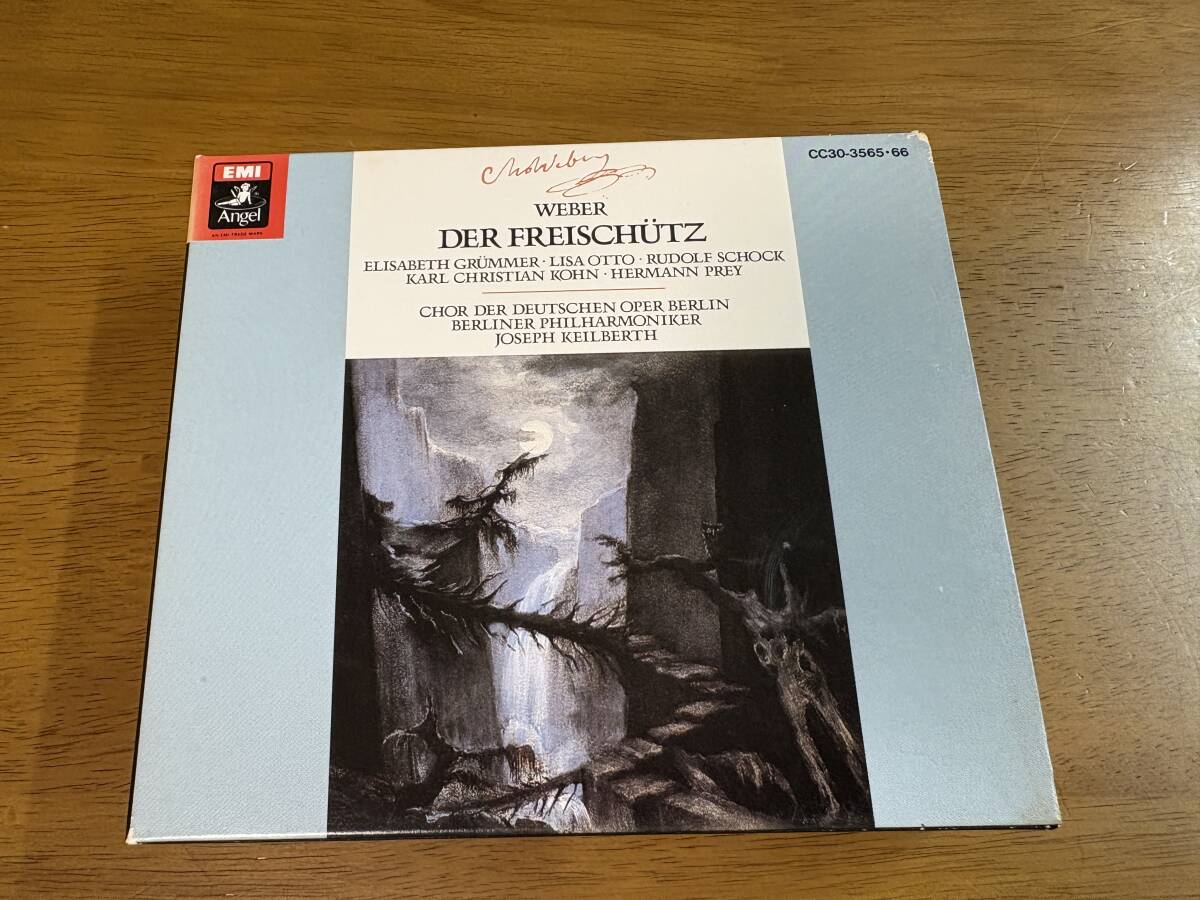 EMI
Angel
AN EMI TRADE MARK
CC30-3565•66
WEBER
DER FREISCHÜTZ
ELISABETH GRÜMMER · LISA OTTO · RUDOLF SCHOCK
KARL CHRISTIAN KOHN · HERMANN PREY
CHOR DER DEUTSCHEN OPER BERLIN
BERLINER PHILHARMONIKER
JOSEPH KEILBERTH